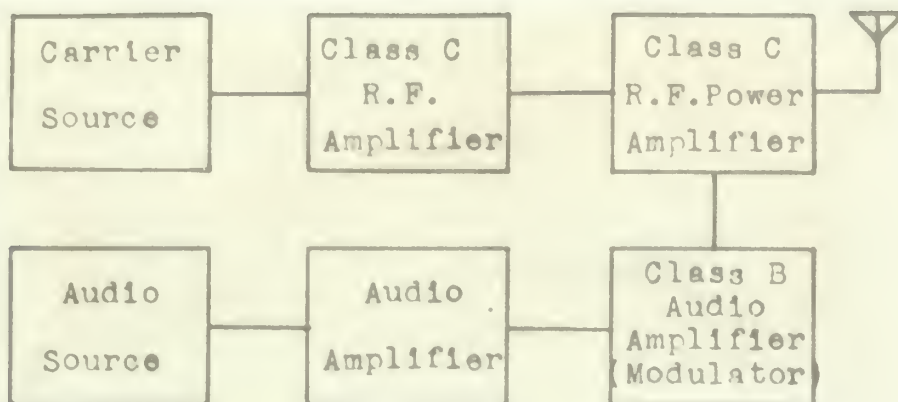 Carrier
Source
Class C
R.F.
Amplifier
Class C
R.F.Power
Amplifier
Audio
Source
Audio
Amplifier
Class B
Audio
Amplifier
(Modulator)